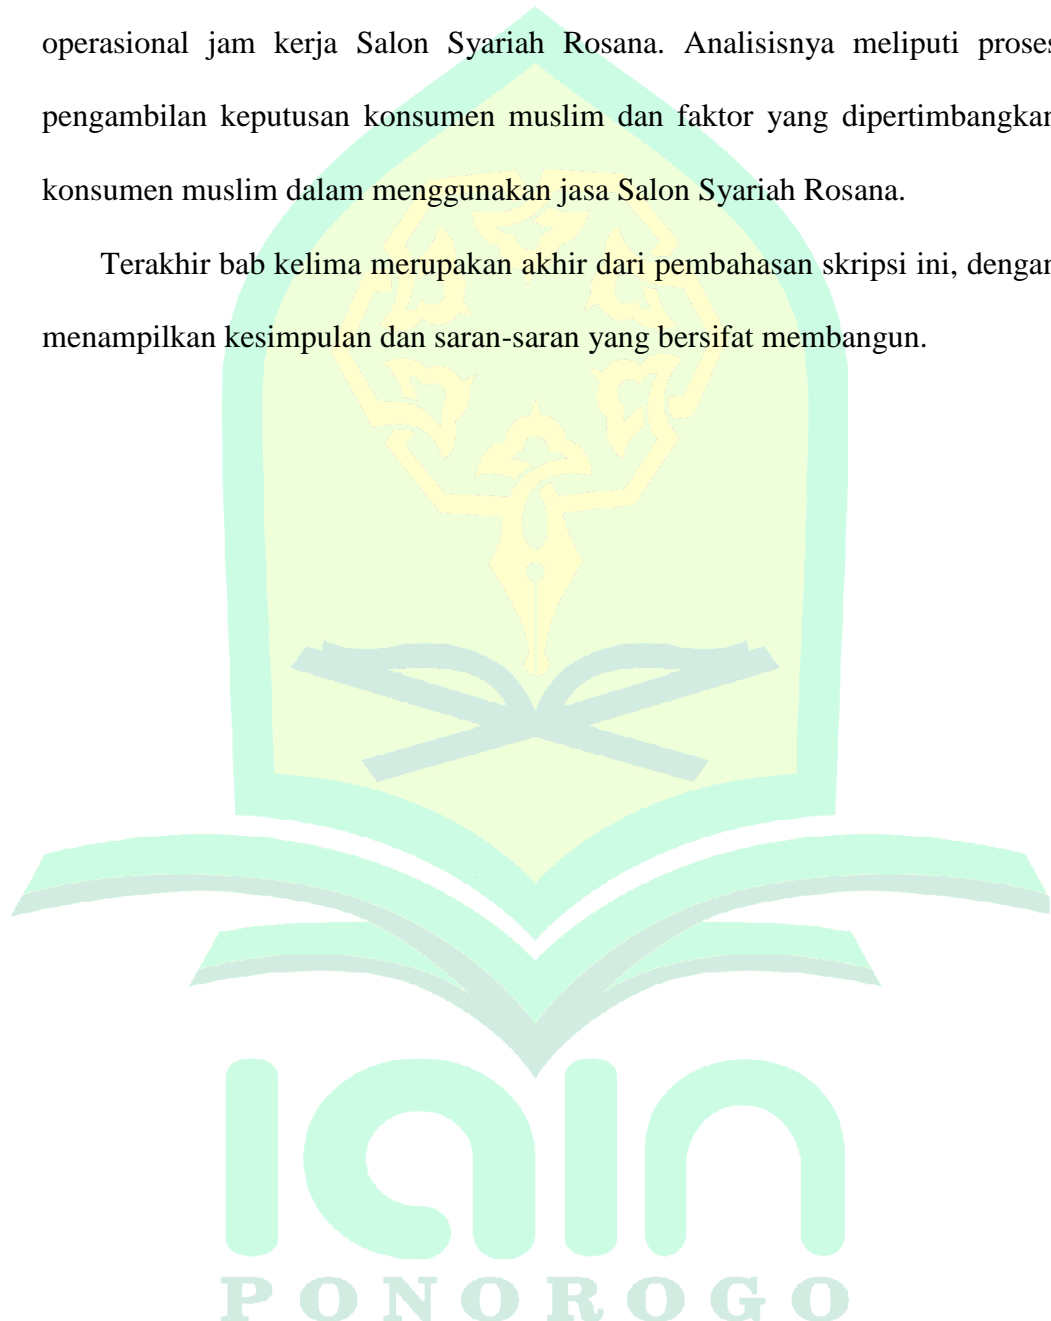 operasional jam kerja Salon Syariah Rosana. Analisisnya meliputi proses
pengambilan keputusan konsumen muslim dan faktor yang dipertimbangkan
konsumen muslim dalam menggunakan jasa Salon Syariah Rosana.
Terakhir bab kelima merupakan akhir dari pembahasan skripsi ini, dengan
menampilkan kesimpulan dan saran-saran yang bersifat membangun.
iain
PONOROGO